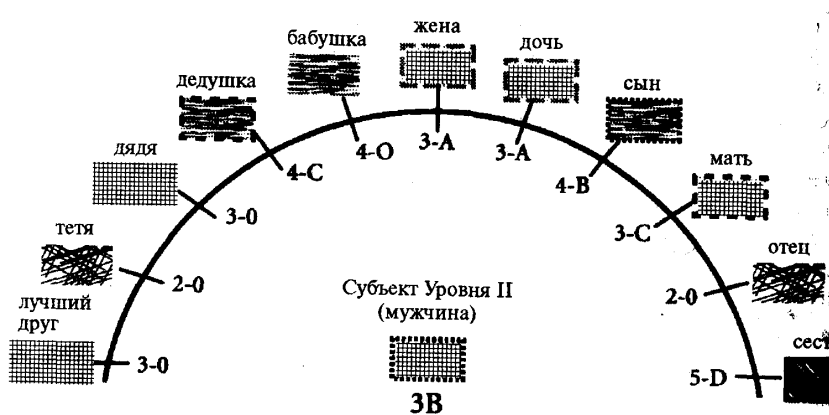 жена
дочь
бабушка
сын
дедушка
3-A
3-A
4-O
4-B
4-C
мать
дядя
3-0
3-C
тетя
отец
2-0
2-0
Субъект Уровня II
(мужчина)
лучший
друг
3-0
5-D
3B